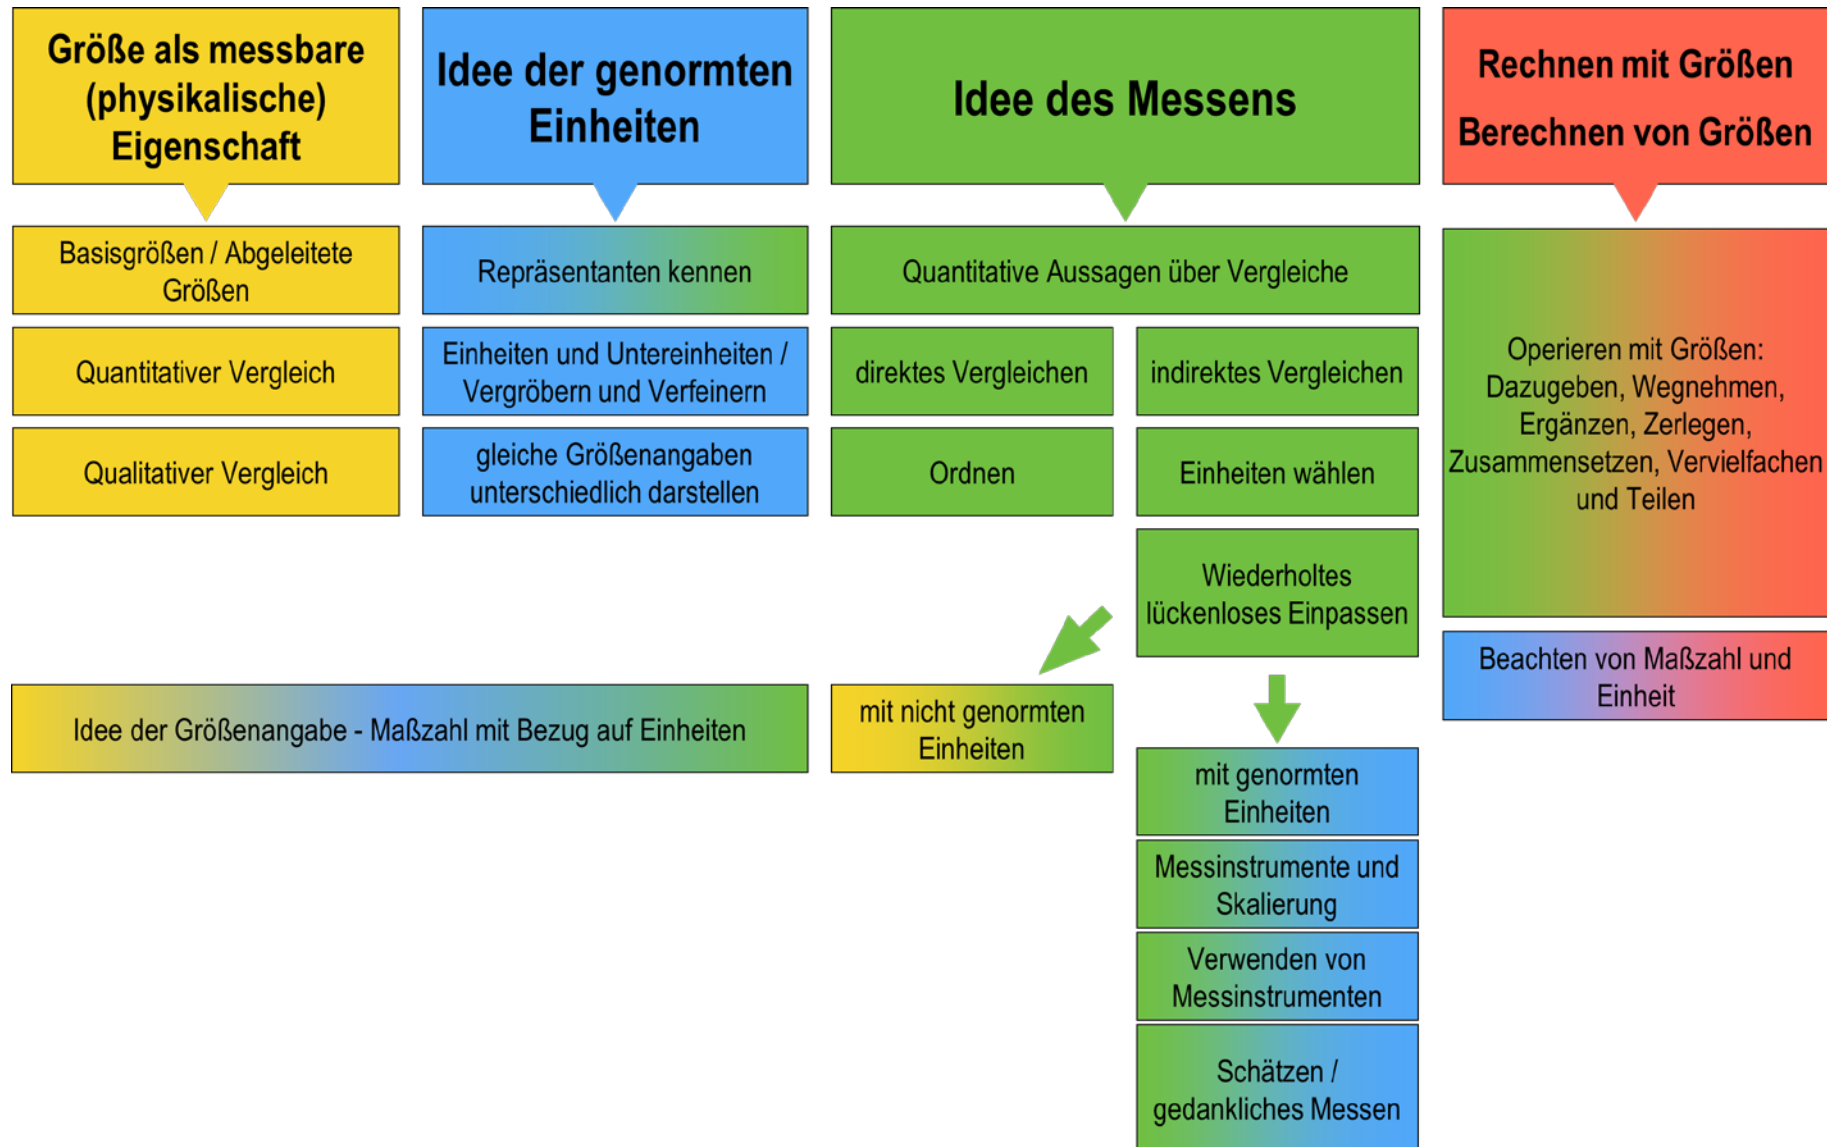 Größe als messbare
(physikalische)
Eigenschaft
Basisgrößen / Abgeleitete
Größen
Quantitativer Vergleich
Qualitativer Vergleich
Idee der genormten
Einheiten
Repräsentanten kennen
Einheiten und Untereinheiten /
Vergröbern und Verfeinern
gleiche Größenangaben
unterschiedlich darstellen
Idee der Größenangabe - Maßzahl mit Bezug auf Einheiten
Idee des Messens
Quantitative Aussagen über Vergleiche
direktes Vergleichen
Ordnen
indirektes Vergleichen
Einheiten wählen
Wiederholtes
lückenloses Einpassen
mit nicht genormten
Einheiten
mit genormten
Einheiten
Messinstrumente und
Skalierung
Verwenden von
Messinstrumenten
Schätzen /
gedankliches Messen
Rechnen mit Größen
Berechnen von Größen
Operieren mit Größen:
Dazugeben, Wegnehmen,
Ergänzen, Zerlegen,
Zusammensetzen, Vervielfachen
und Teilen
Beachten von Maßzahl und
Einheit